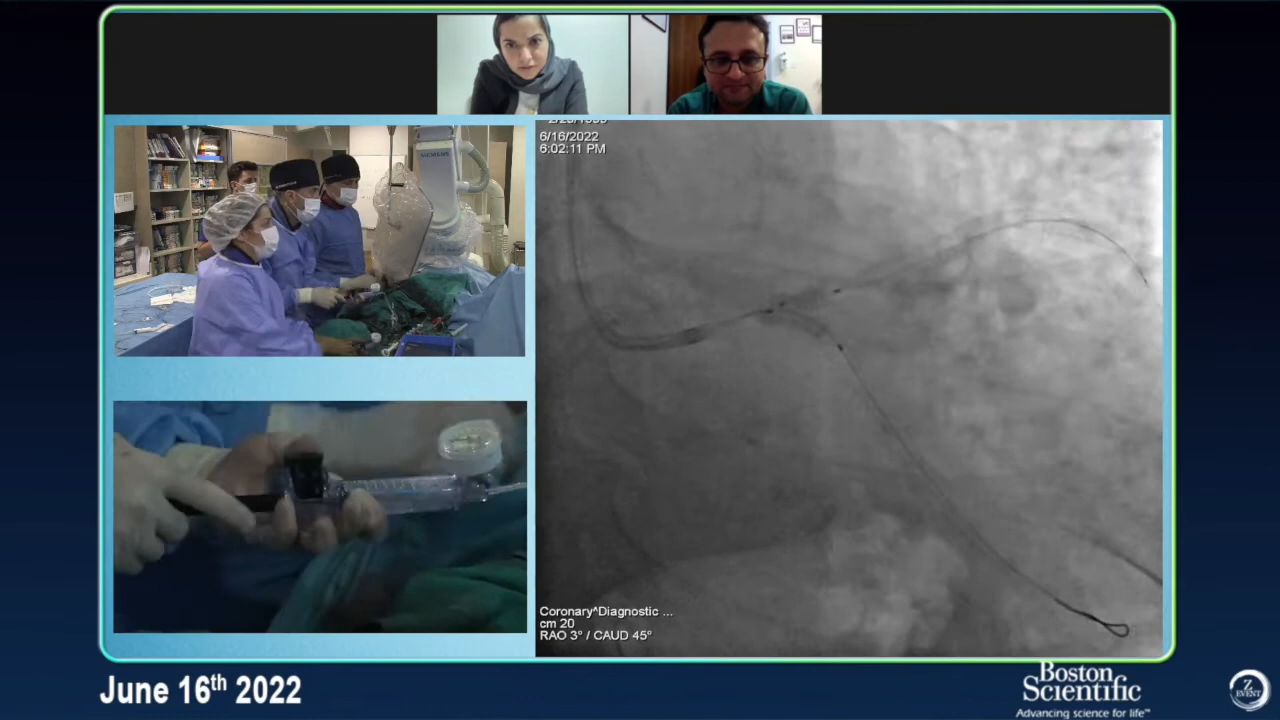 6/16/2022
6:02:11 PM
SIEMENS
Coronary^Diagnostic ...
cm 20
RAO 3° / CAUD 45°
June 16th 2022
Boston
Scientific
Advancing science for life™
Z
EVENT